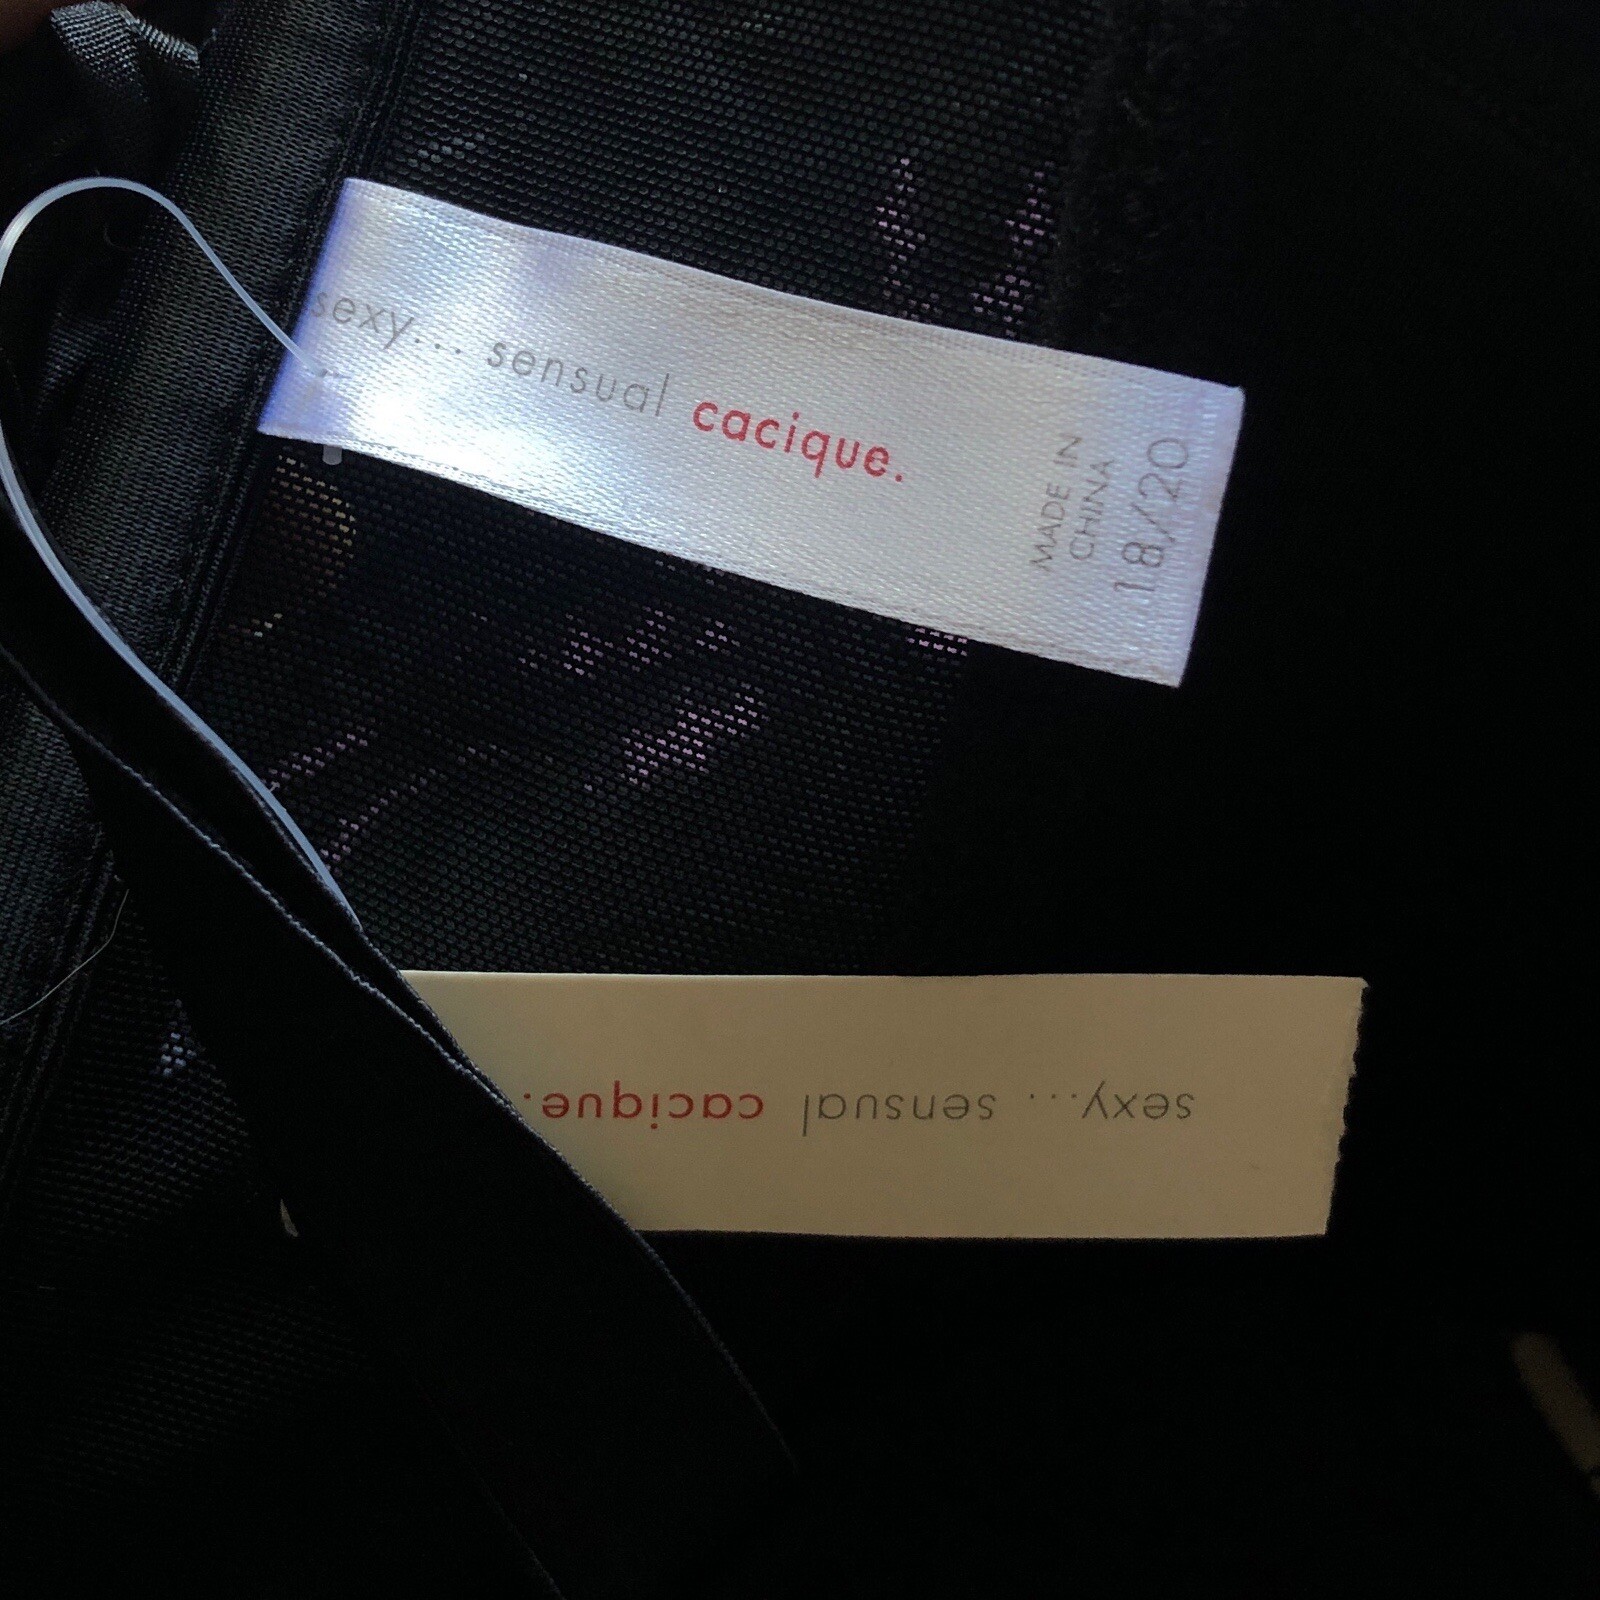 sexy... sensual cacique.
MADE IN
CHINA
18/20
sexy... sensual cacique.